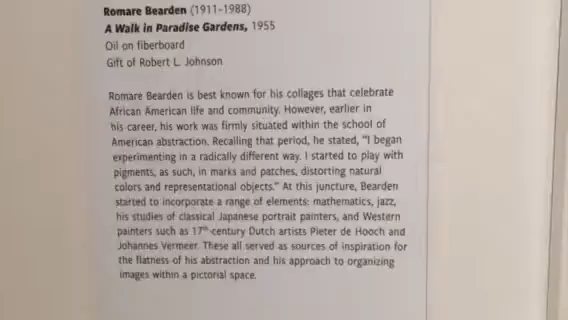 Romare Bearden (1911-1988)
A Walk in Paradise Gardens, 1955
Oil on fiberboard
Gift of Robert L. Johnson
Romare Bearden is best known for his collages that celebrate
African American life and community. However, earlier in
his career, his work was firmly situated within the school of
American abstraction. Recalling that period, he stated, "I began
experimenting in a radically different way. I started to play with
pigments, as such, in marks and patches, distorting natural
colors and representational objects." At this juncture, Bearden
started to incorporate a range of elements: mathematics, jazz,
his studies of classical Japanese portrait painters, and Western
painters such as 17th-century Dutch artists Pieter de Hooch and
Johannes Vermeer. These all served as sources of inspiration for
the flatness of his abstraction and his approach to organizing
images within a pictorial space.